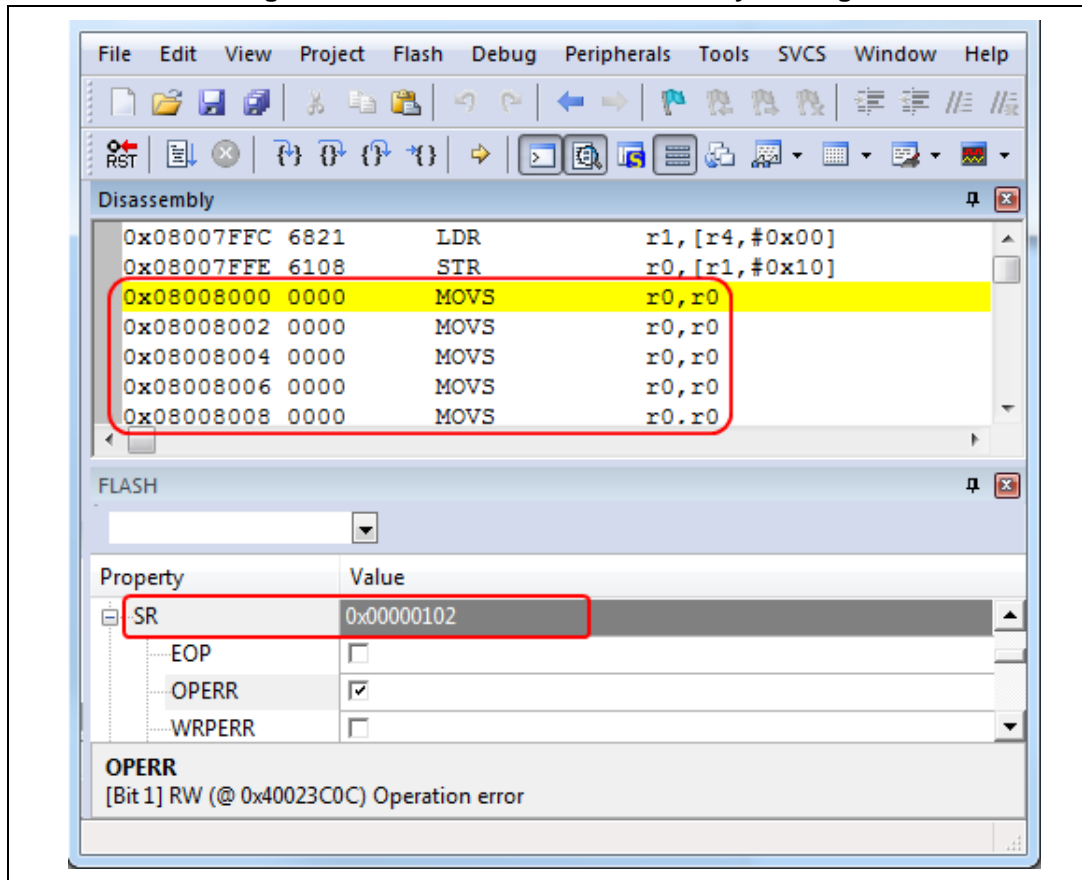 File Edit View Project Flash Debug Peripherals Tools SVCS Window Help
RST
Disassembly
0x08007FFC 6821 LDR r1,[r4,#0x00]
0x08007FFE 6108 STR r0,[r1,#0x10]
0x08008000 0000 MOVS r0,r0
0x08008002 0000 MOVS r0,r0
0x08008004 0000 MOVS r0,r0
0x08008006 0000 MOVS r0,r0
0x08008008 0000 MOVS r0,r0
FLASH
Property Value
SR 0x00000102
EOP
OPERR
WRPERR
OPERR
[Bit 1] RW (@ 0x40023C0C) Operation error